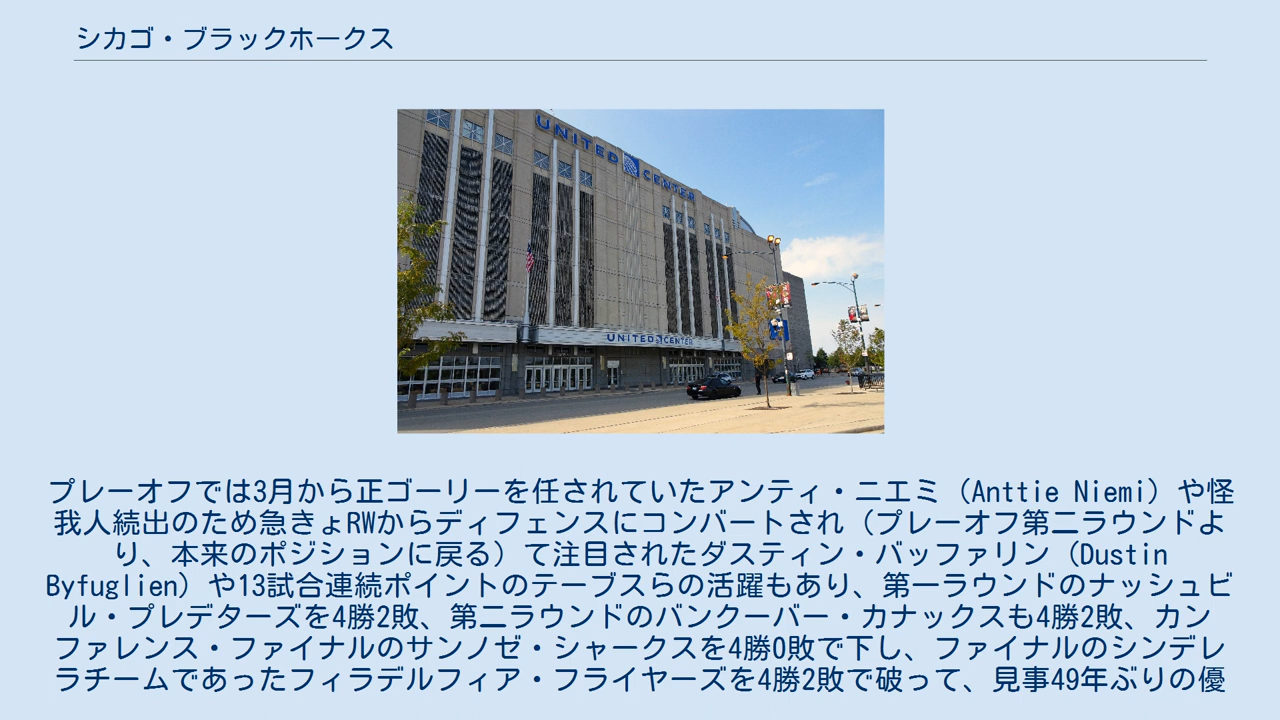 シカゴ・ブラックホークス
UNITED CENTER
UNITED CENTER
プレーオフでは3月から正ゴーリーを任されていたアンティ・ニエミ（Anttie Niemi）や怪
我人続出のため急きょRWからディフェンスにコンバートされ（プレーオフ第二ラウンドよ
り、本来のポジションに戻る）て注目されたダスティン・バッファリン（Dustin
Byfuglien）や13試合連続ポイントのテーブスらの活躍もあり、第一ラウンドのナッシュビ
ル・プレデターズを4勝2敗、第二ラウンドのバンクーバー・カナックスも4勝2敗、カン
ファレンス・ファイナルのサンノゼ・シャークスを4勝0敗で下し、ファイナルのシンデレ
ラチームであったフィラデルフィア・フライヤーズを4勝2敗で破って、見事49年ぶりの優